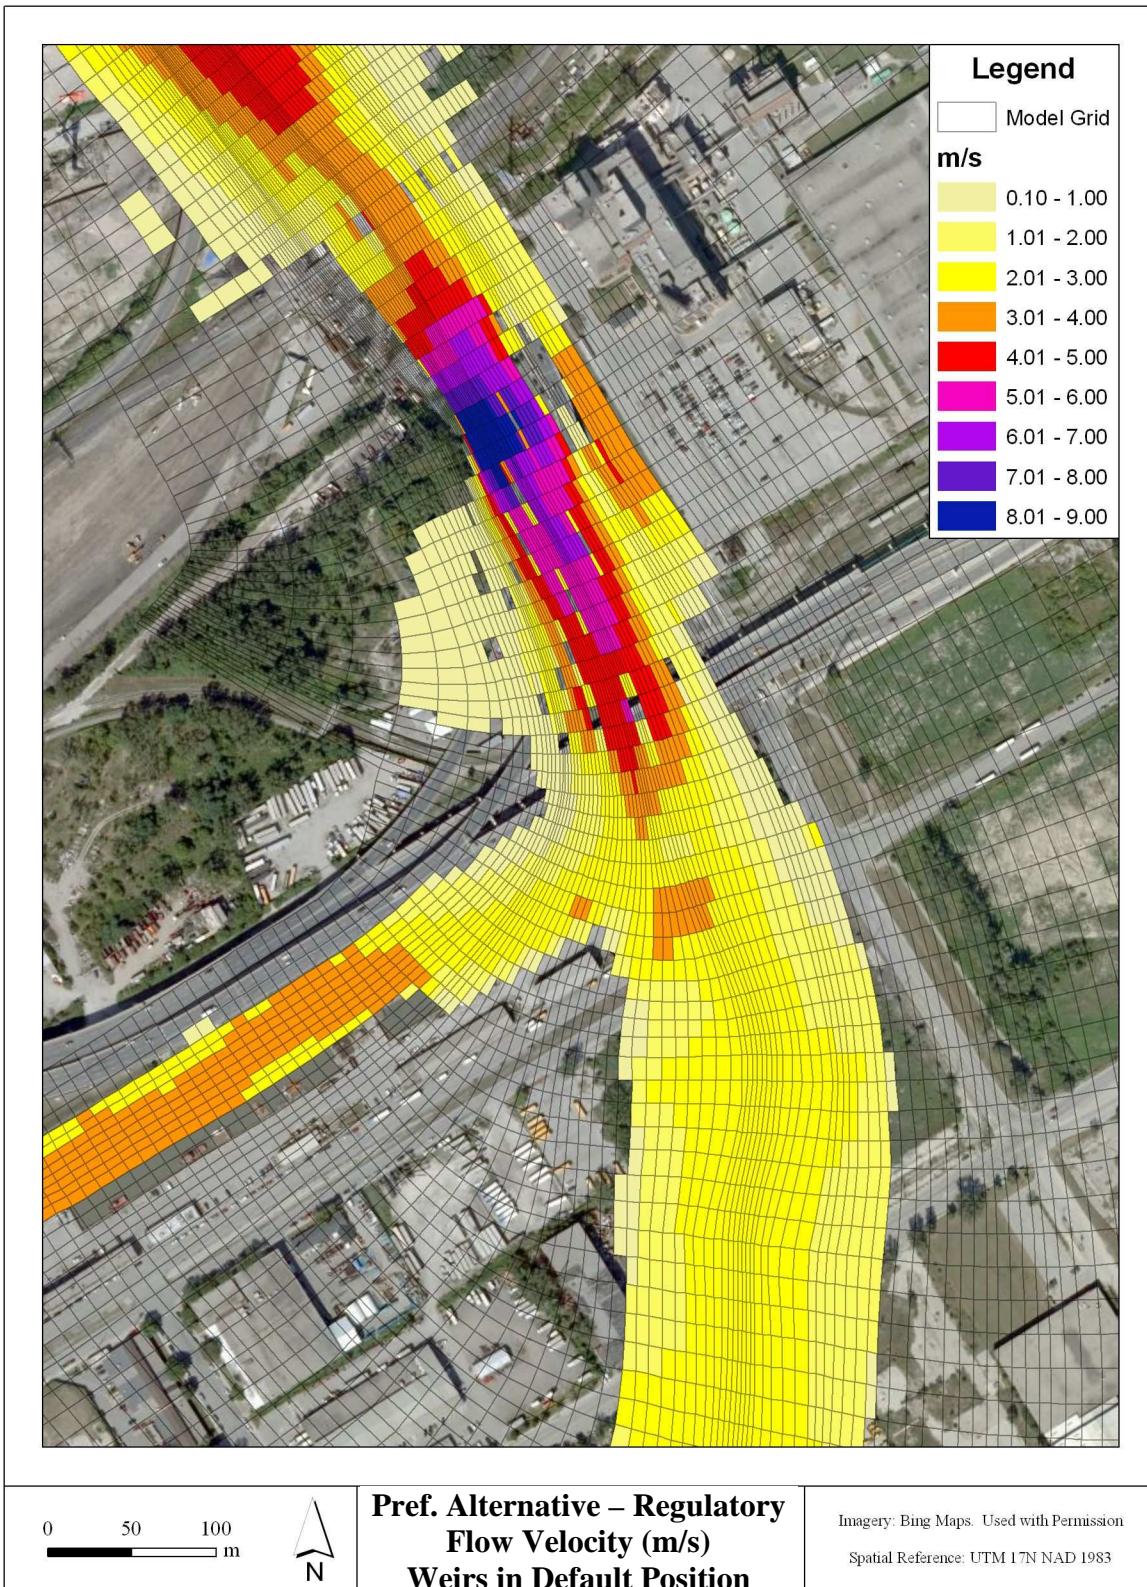 Legend
Model Grid
m/s
0.10 - 1.00
1.01 - 2.00
2.01 - 3.00
3.01 - 4.00
4.01 - 5.00
5.01 - 6.00
6.01 - 7.00
7.01 - 8.00
8.01 - 9.00
0 50 100
m
N
Pref. Alternative – Regulatory
Flow Velocity (m/s)
Weirs in Default Position
Imagery: Bing Maps. Used with Permission
Spatial Reference: UTM 17N NAD 1983